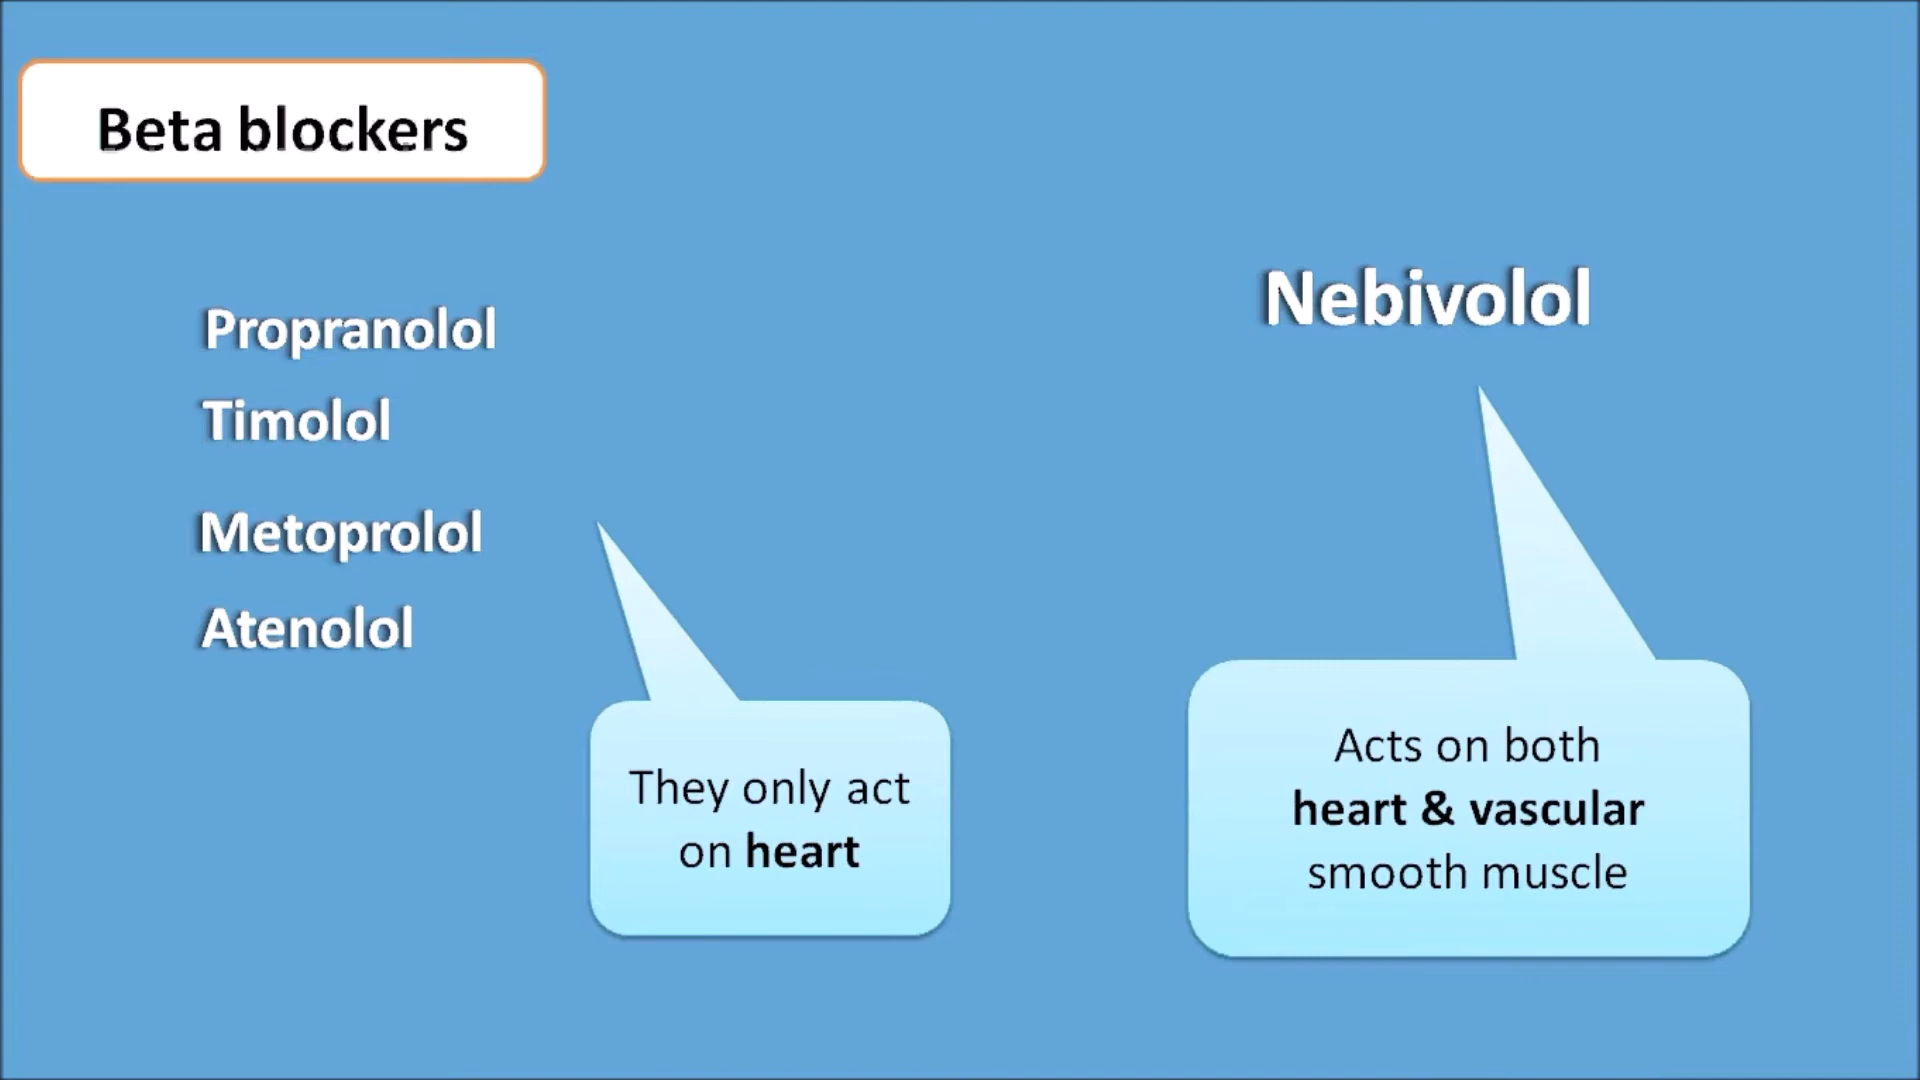 Beta blockers
Propranolol
Timolol
Metoprolol
Atenolol
They only act
on heart
Nebivolol
Acts on both
heart & vascular
smooth muscle